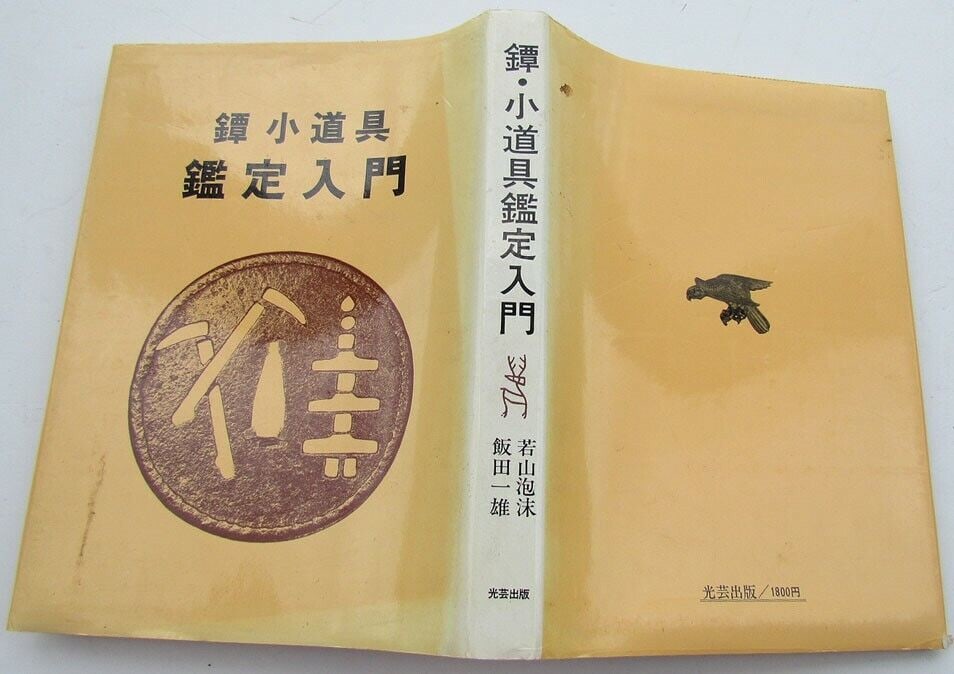 鐔 小道具
鑑定入門
鐔・小道具鑑定入門
若山泡沫
飯田一雄
光芸出版
光芸出版/1800円